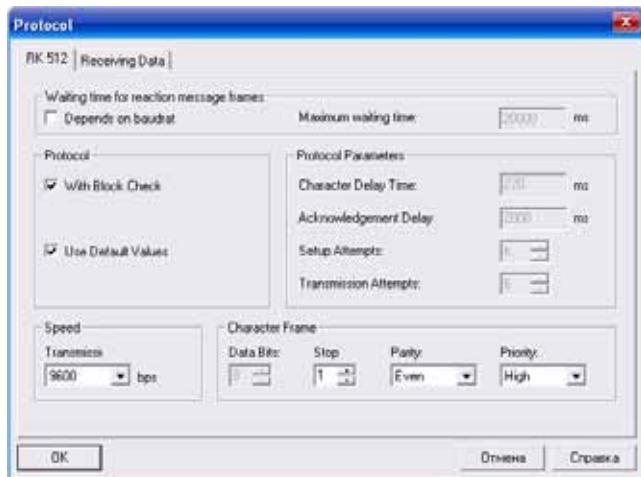 Protocol
RK 512 Receiving Data
Waiting time for reaction message frames
Depends on baudrat Maximum waiting time: 20000 ms
Protocol Protocol Parameters
With Block Check Character Delay Time: 220 ms
Acknowledgement Delay 2000 ms
Use Default Values Setup Attempts: 6
Transmission Attempts: 6
Speed Character Frame
Transmissi Data Bits: Stop Parity: Priority:
9600 bps 8 1 Even High
OK Отмена Справка